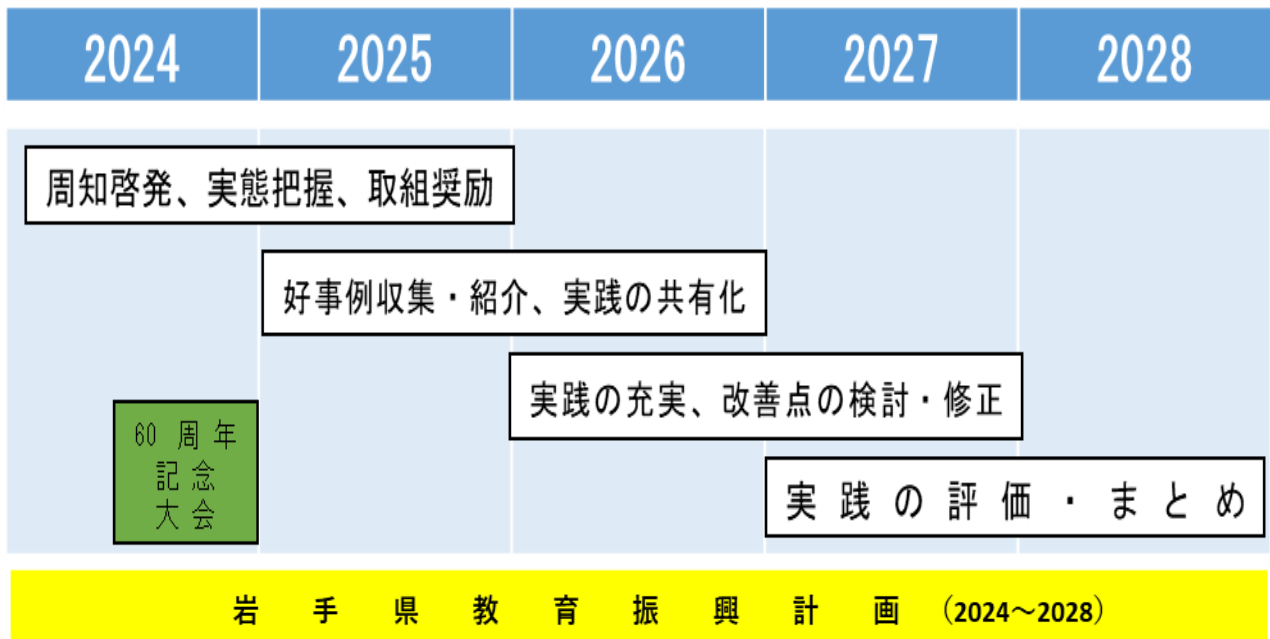 2024 2025 2026 2027 2028
周知啓発、実態把握、取組奨励
好事例収集・紹介、実践の共有化
実践の充実、改善点の検討・修正
60 周 年
記 念
大 会
実 践 の 評 価 ・ ま と め
岩 手 県 教 育 振 興 計 画 （2024～2028）